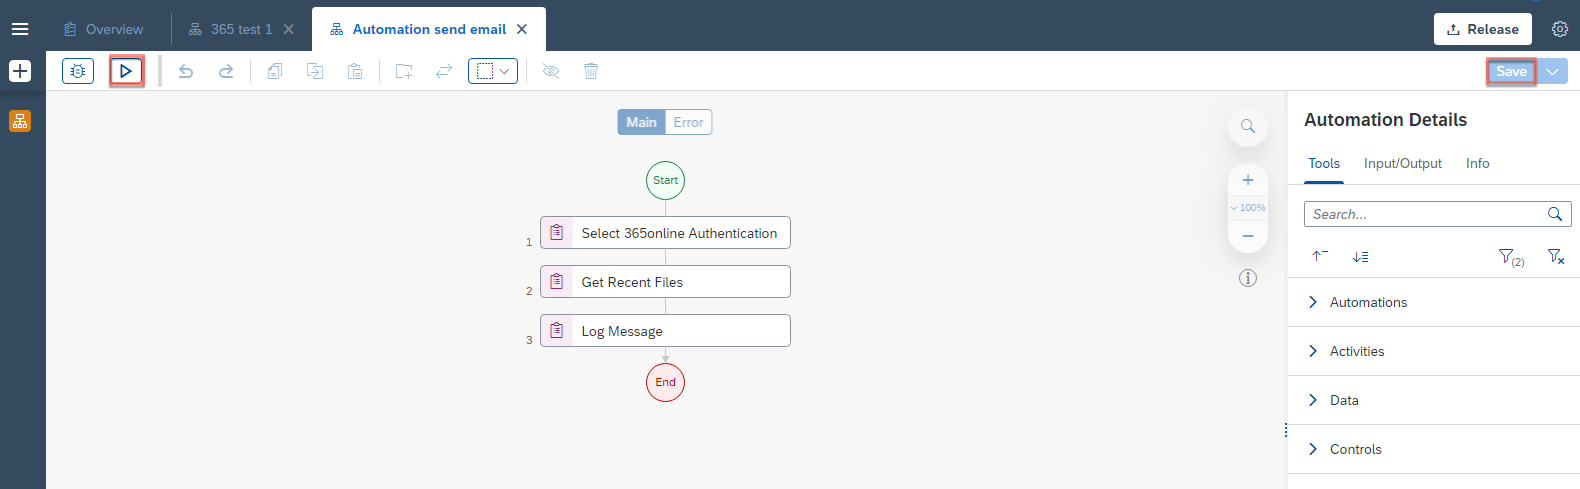 Overview
365 test 1
Automation send email
Release
Save
Main
Error
Start
1
Select 365online Authentication
2
Get Recent Files
3
Log Message
End
100%
Automation Details
Tools
Input/Output
Info
Search...
(2)
Automations
Activities
Data
Controls